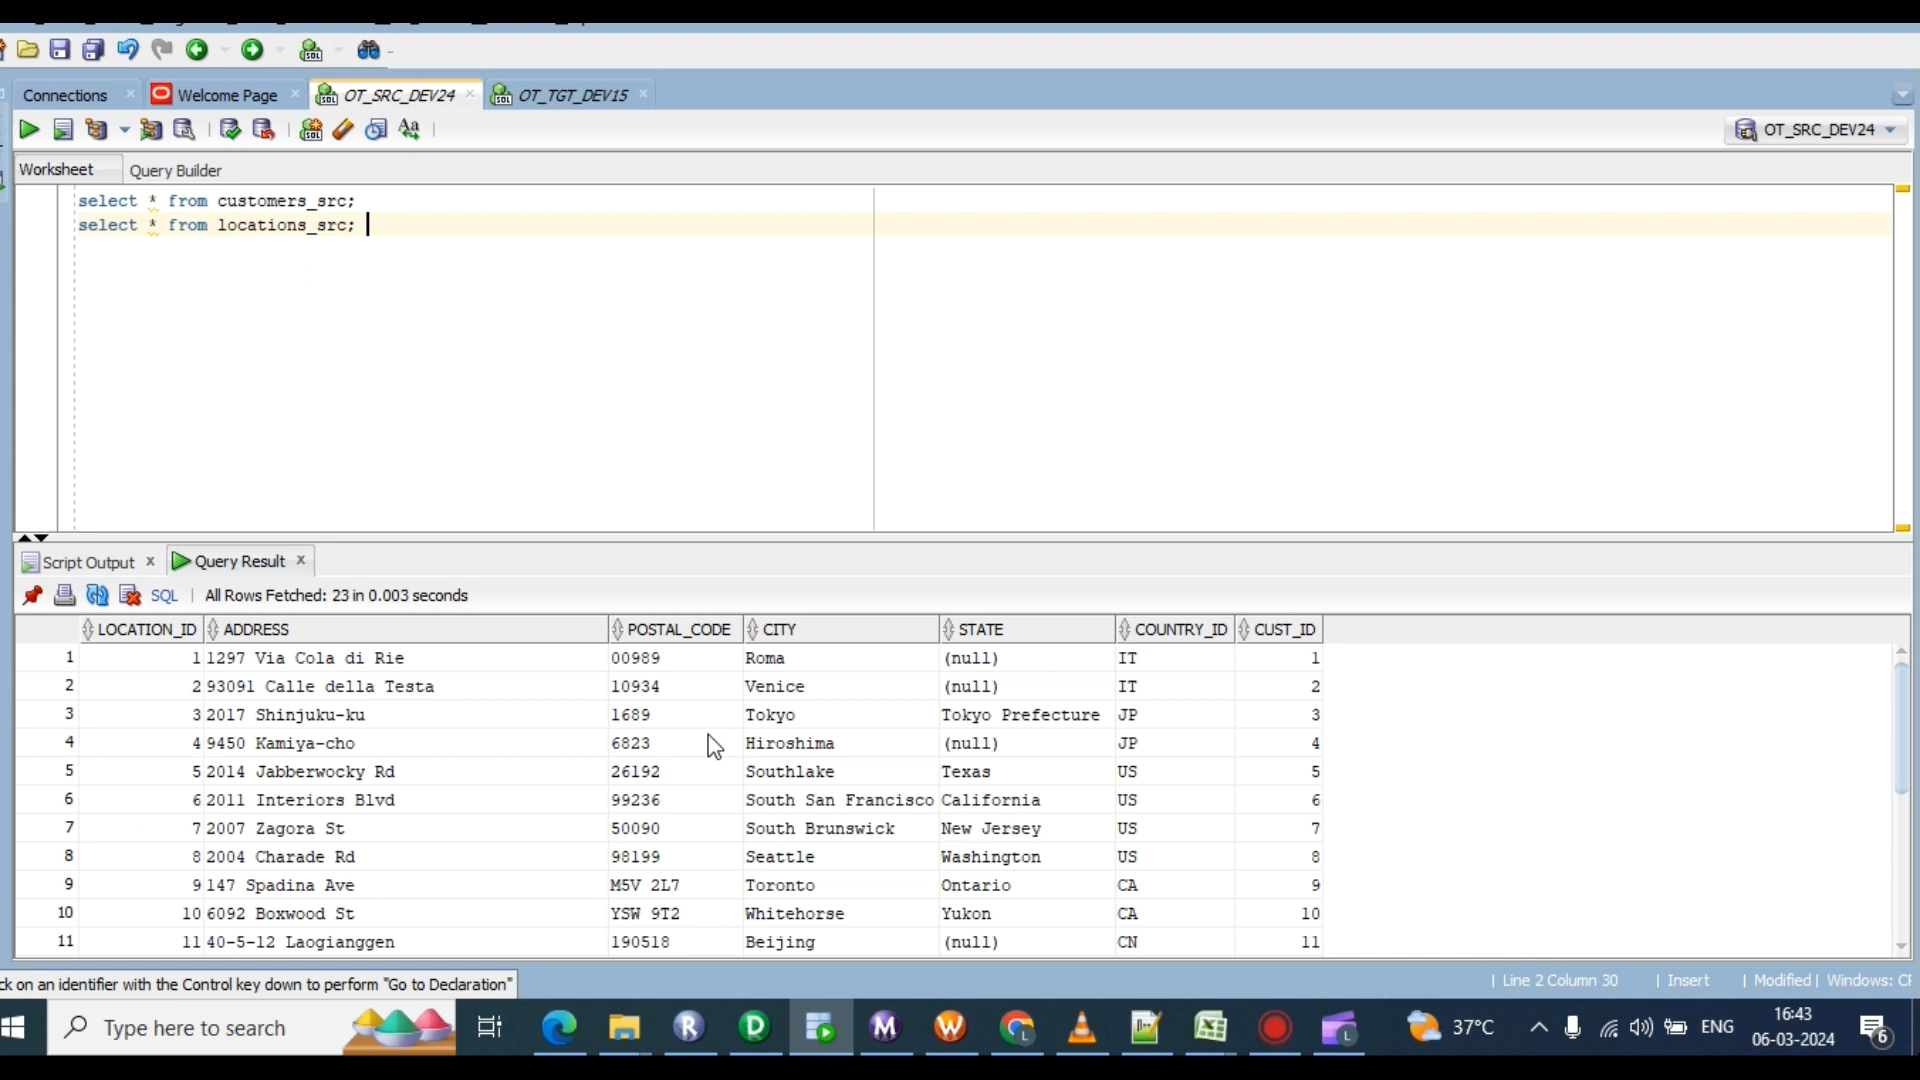 Connections
Welcome Page
OT_SRC_DEV24
OT_TGT_DEV15
OT_SRC_DEV24
Worksheet
Query Builder
select * from customers_src;
select * from locations_src;
Script Output
Query Result
SQL | All Rows Fetched: 23 in 0.003 seconds
LOCATION_ID ADDRESS POSTAL_CODE CITY STATE COUNTRY_ID CUST_ID
1 1 1297 Via Cola di Rie 00989 Roma (null) IT 1
2 2 93091 Calle della Testa 10934 Venice (null) IT 2
3 3 2017 Shinjuku-ku 1689 Tokyo Tokyo Prefecture JP 3
4 4 9450 Kamiya-cho 6823 Hiroshima (null) JP 4
5 5 2014 Jabberwocky Rd 26192 Southlake Texas US 5
6 6 2011 Interiors Blvd 99236 South San Francisco California US 6
7 7 2007 Zagora St 50090 South Brunswick New Jersey US 7
8 8 2004 Charade Rd 98199 Seattle Washington US 8
9 9 147 Spadina Ave M5V 2L7 Toronto Ontario CA 9
10 10 6092 Boxwood St YSW 9T2 Whitehorse Yukon CA 10
11 11 40-5-12 Laogianggen 190518 Beijing (null) CN 11
ck on an identifier with the Control key down to perform "Go to Declaration"
| Line 2 Column 30 | Insert | Modified | Windows: CF
Type here to search
37°C
ENG
16:43
06-03-2024
6